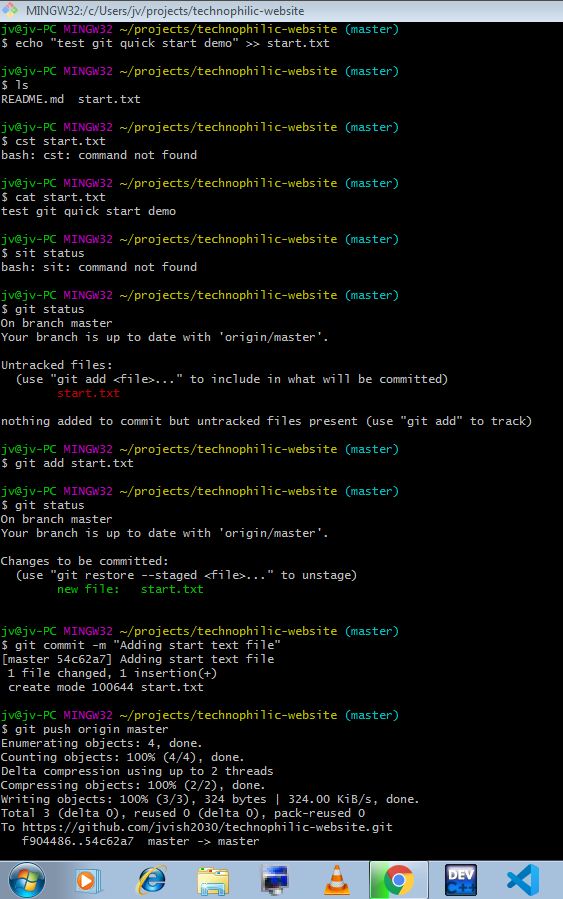 MINGW32:/c/Users/jv/projects/technophilic-website
jv@jv-PC MINGW32 ~/projects/technophilic-website (master)
$ echo "test git quick start demo" >> start.txt
jv@jv-PC MINGW32 ~/projects/technophilic-website (master)
$ ls
README.md  start.txt
jv@jv-PC MINGW32 ~/projects/technophilic-website (master)
$ cst start.txt
bash: cst: command not found
jv@jv-PC MINGW32 ~/projects/technophilic-website (master)
$ cat start.txt
test git quick start demo
jv@jv-PC MINGW32 ~/projects/technophilic-website (master)
$ sit status
bash: sit: command not found
jv@jv-PC MINGW32 ~/projects/technophilic-website (master)
$ git status
On branch master
Your branch is up to date with 'origin/master'.
Untracked files:
  (use "git add <file>..." to include in what will be committed)
        start.txt
nothing added to commit but untracked files present (use "git add" to track)
jv@jv-PC MINGW32 ~/projects/technophilic-website (master)
$ git add start.txt
jv@jv-PC MINGW32 ~/projects/technophilic-website (master)
$ git status
On branch master
Your branch is up to date with 'origin/master'.
Changes to be committed:
  (use "git restore --staged <file>..." to unstage)
        new file:   start.txt
jv@jv-PC MINGW32 ~/projects/technophilic-website (master)
$ git commit -m "Adding start text file"
[master 54c62a7] Adding start text file
 1 file changed, 1 insertion(+)
 create mode 100644 start.txt
jv@jv-PC MINGW32 ~/projects/technophilic-website (master)
$ git push origin master
Enumerating objects: 4, done.
Counting objects: 100% (4/4), done.
Delta compression using up to 2 threads
Compressing objects: 100% (2/2), done.
Writing objects: 100% (3/3), 324 bytes | 324.00 KiB/s, done.
Total 3 (delta 0), reused 0 (delta 0), pack-reused 0
To https://github.com/jvish2030/technophilic-website.git
   f904486..54c62a7  master -> master
DEV
C++